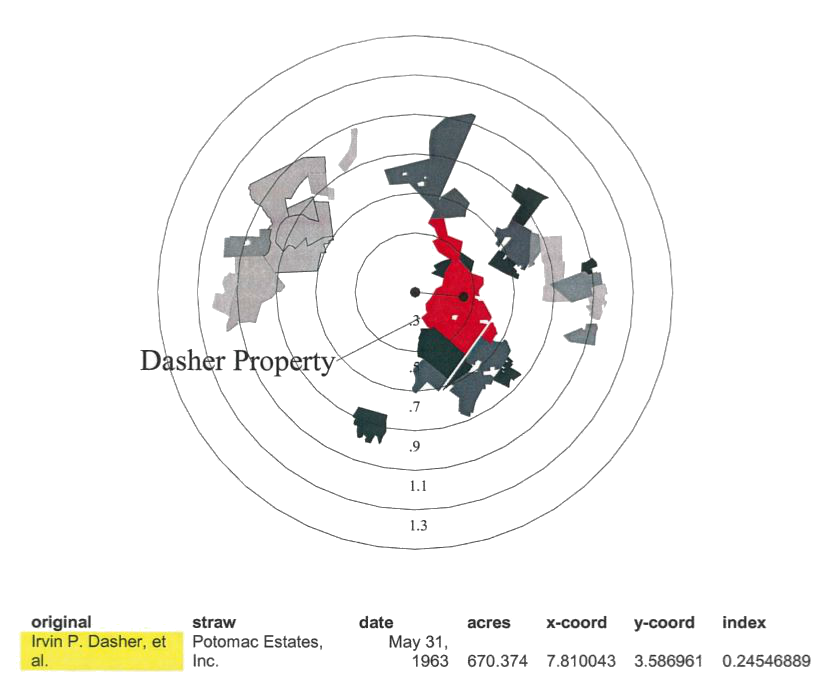 .3
Dasher Property
.5
.7
.9
1.1
1.3
original straw date acres x-coord y-coord index
Irvin P. Dasher, et Potomac Estates, May 31,
al. Inc. 1963 670.374 7.810043 3.586961 0.24546889